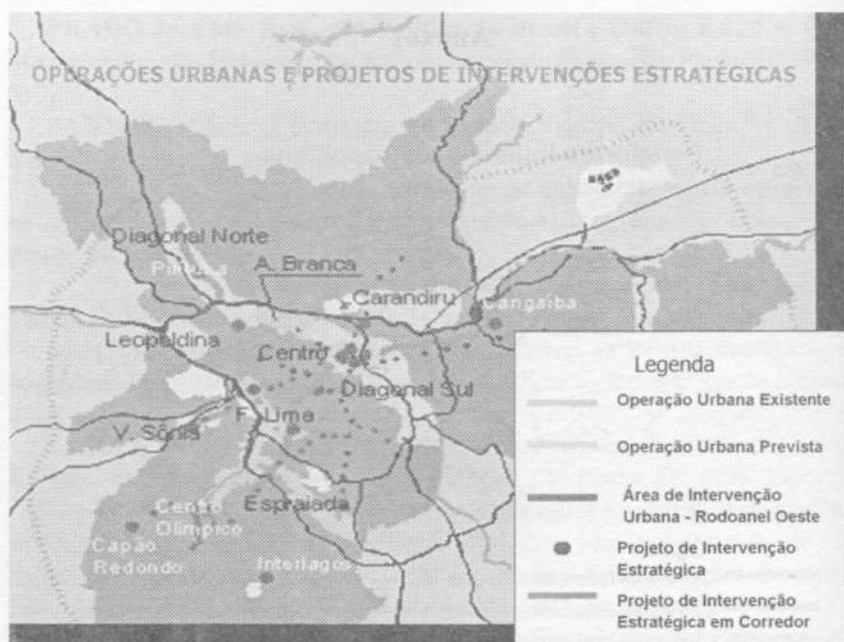 OPERAÇÕES URBANAS E PROJETOS DE INTERVENÇÕES ESTRATÉGICAS
Diagonal Norte
Pirituba
A. Branca
Carandiru
Cangaíba
Leopoldina
Centro
Diagonal Sul
F. Lima
V. Sônia
Espraiada
Centro
Olímpico
Capão
Redondo
Interlagos
Legenda
Operação Urbana Existente
Operação Urbana Prevista
Área de Intervenção
Urbana - Rodoanel Oeste
Projeto de Intervenção
Estratégica
Projeto de Intervenção
Estratégica em Corredor